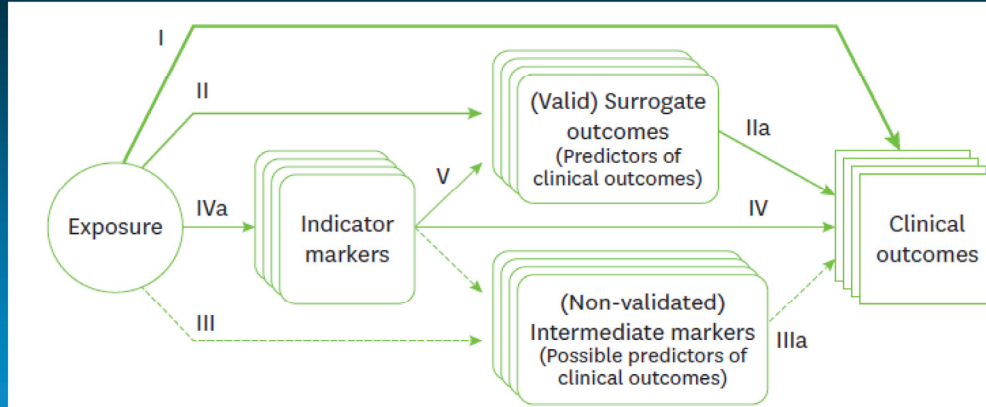 I
II
(Valid) Surrogate
outcomes
(Predictors of
clinical outcomes)
IIa
V
Exposure
IVa
Indicator
markers
IV
Clinical
outcomes
III
(Non-validated)
Intermediate markers
(Possible predictors of
clinical outcomes)
IIIa